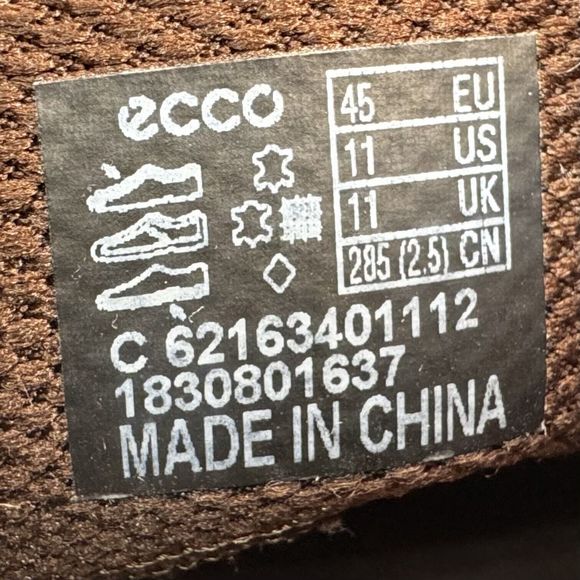 ecco
45 EU
11 US
11 UK
285 (2.5) CN
C 62163401112
1830801637
MADE IN CHINA